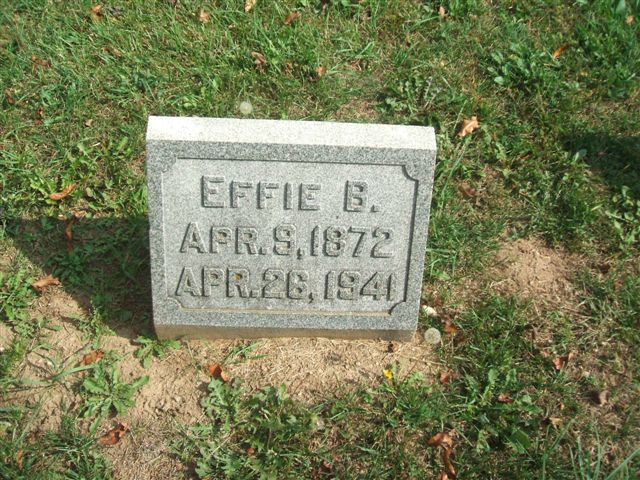 EFFIE B.
APR. 9, 1872
APR. 26, 1941